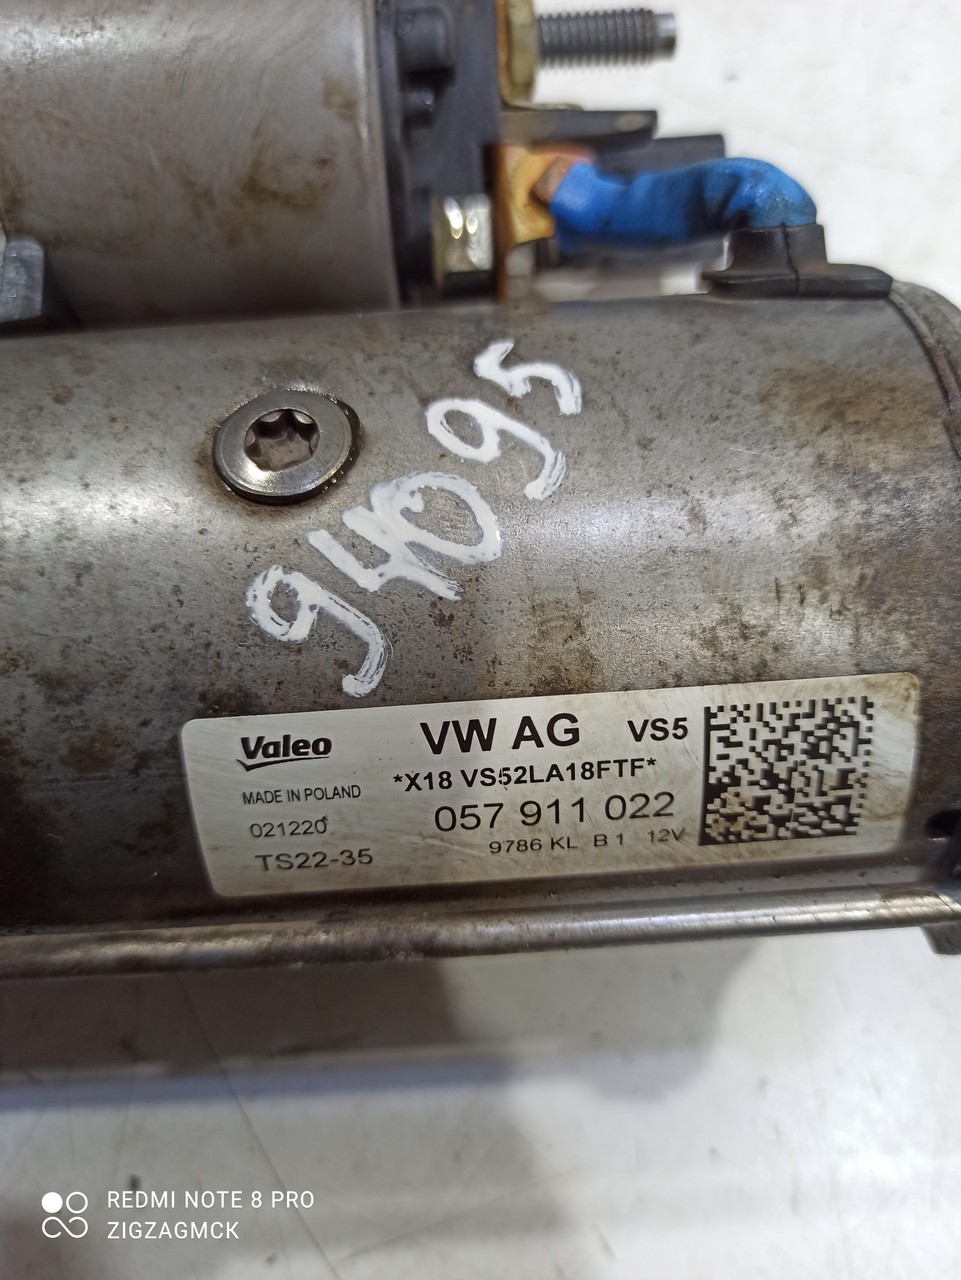 94095
Valeo
MADE IN POLAND
021220
TS22-35
VW AG VS5
*X18 VS52LA18FTF*
057 911 022
9786 KL B1 12V
REDMI NOTE 8 PRO
ZIGZAGMCK